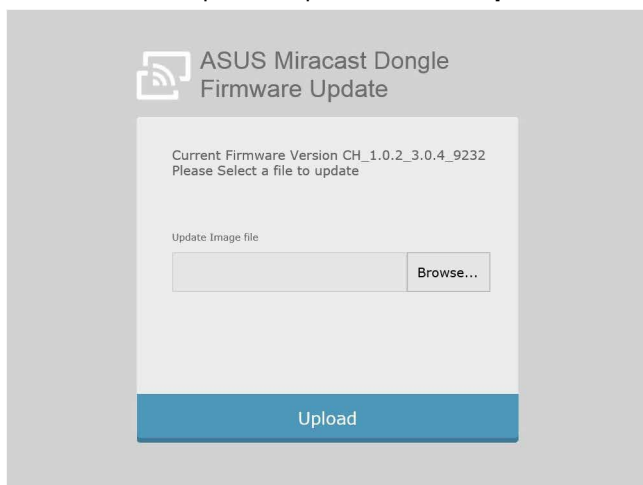 ASUS Miracast Dongle
Firmware Update
Current Firmware Version CH_1.0.2_3.0.4_9232
Please Select a file to update
Update Image file
Browse...
Upload